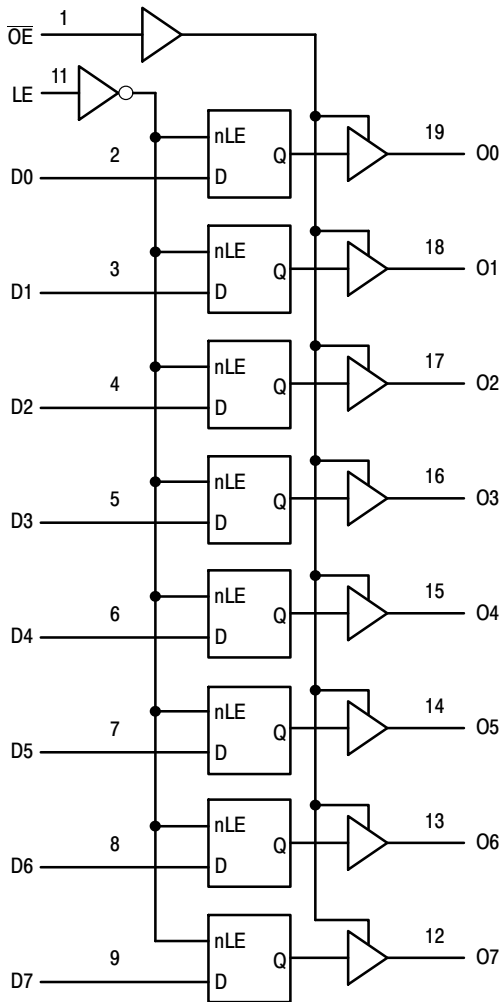 OE 1
LE 11
nLE
D0 2 D Q 19 O0
nLE
D1 3 D Q 18 O1
nLE
D2 4 D Q 17 O2
nLE
D3 5 D Q 16 O3
nLE
D4 6 D Q 15 O4
nLE
D5 7 D Q 14 O5
nLE
D6 8 D Q 13 O6
nLE
D7 9 D Q 12 O7